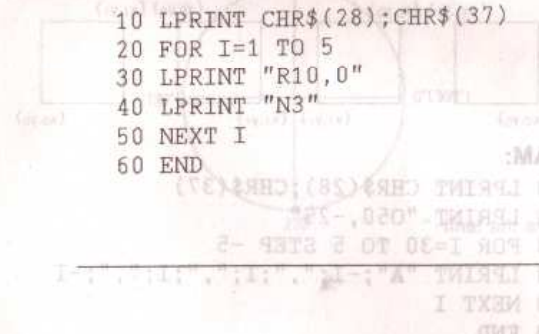 10 LPRINT CHR$(28);CHR$(37)
20 FOR I=1 TO 5
30 LPRINT "R10,0"
40 LPRINT "N3"
50 NEXT I
60 END